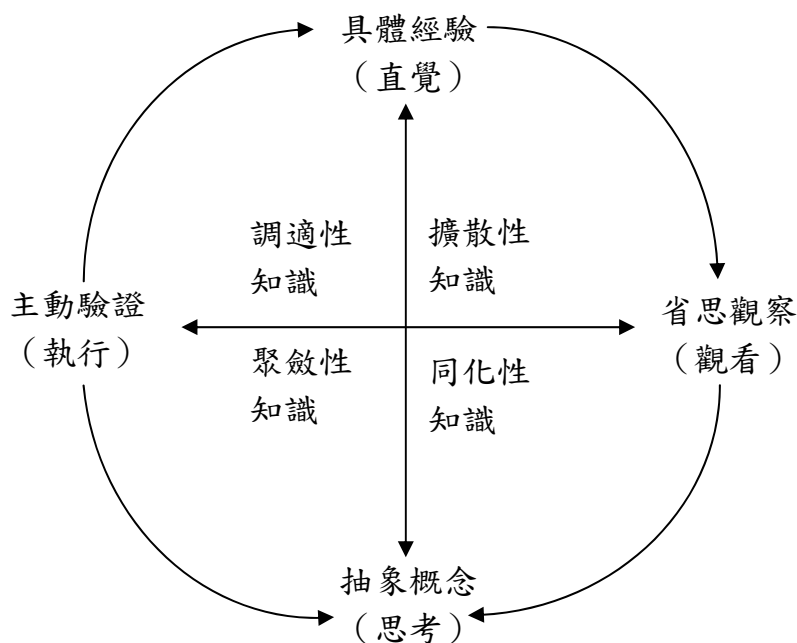 具體經驗
（直覺）
調適性
知識
擴散性
知識
主動驗證
（執行）
省思觀察
（觀看）
聚斂性
知識
同化性
知識
抽象概念
（思考）